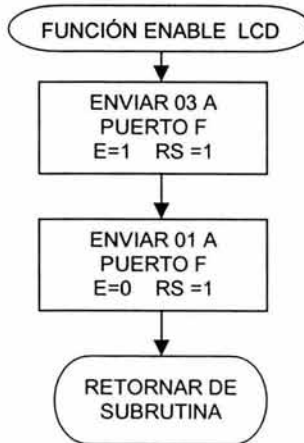 FUNCIÓN ENABLE LCD
ENVIAR 03 A
PUERTO F
E=1 RS =1
ENVIAR 01 A
PUERTO F
E=0 RS =1
RETORNAR DE
SUBRUTINA